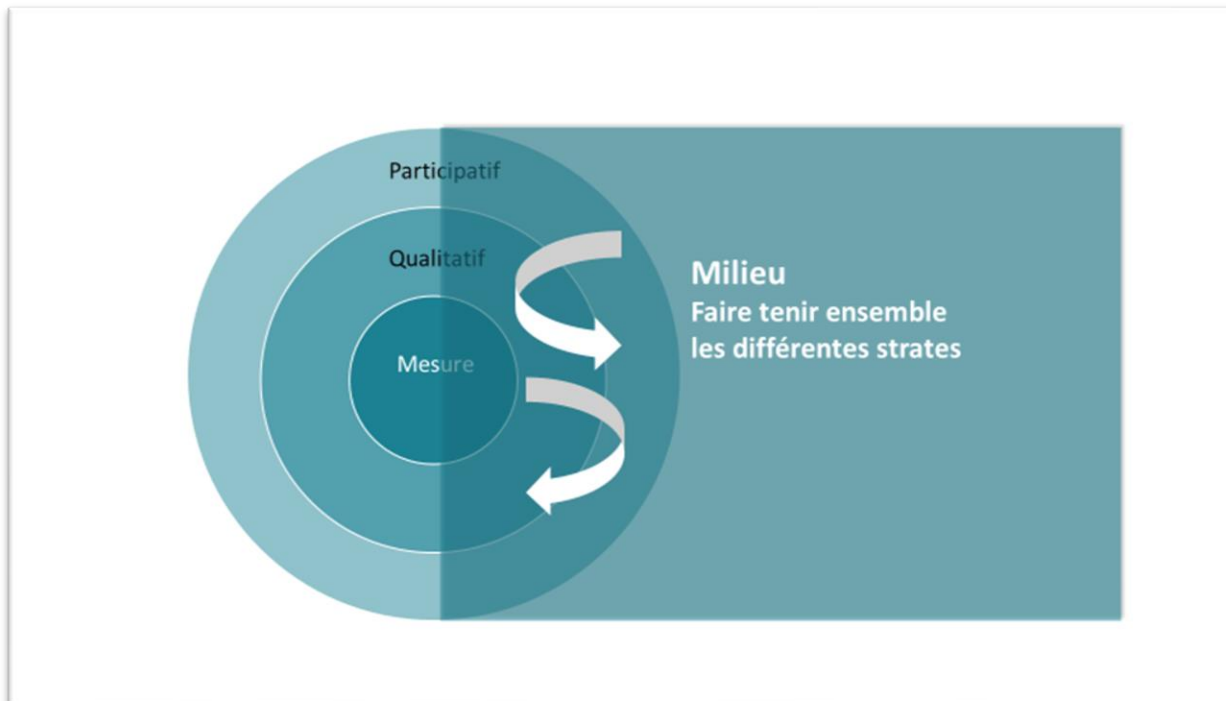 Participatif
Qualitatif
Mesure
Milieu
Faire tenir ensemble
les différentes strates